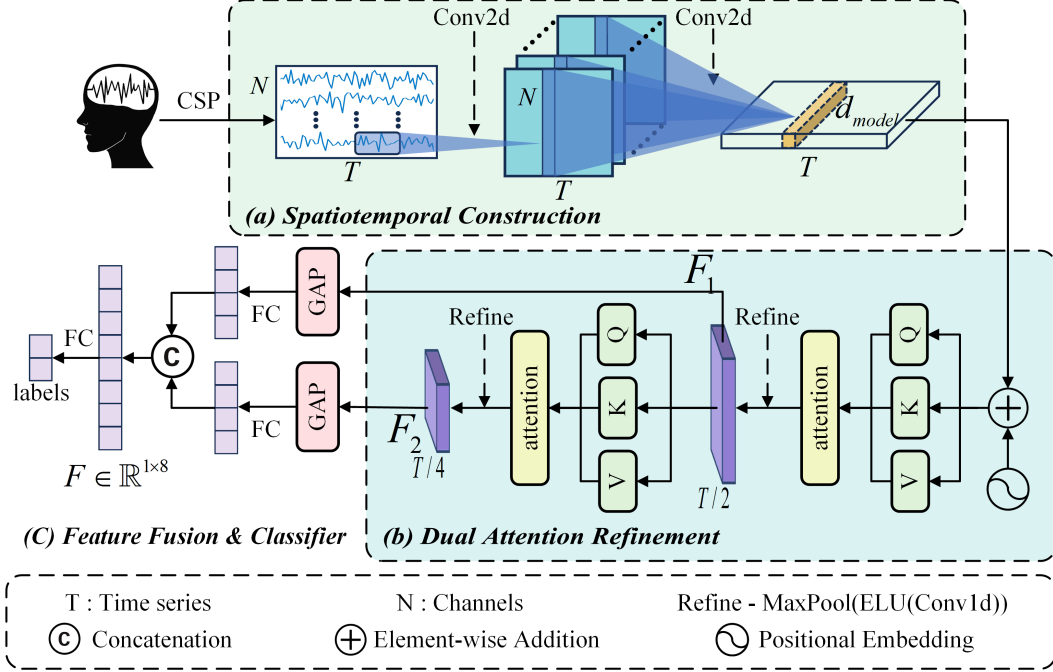 Conv2d
Conv2d
CSP
N
T
N
T
d_model
T
(a) Spatiotemporal Construction
F₁
GAP
FC
Refine
Refine
Q
Q
FC
labels
C
GAP
FC
F₂
T/4
attention
K
T/2
attention
K
V
V
F ∈ ℝ^{1×8}
(C) Feature Fusion & Classifier
(b) Dual Attention Refinement
T : Time series
N : Channels
Refine - MaxPool(ELU(Conv1d))
C Concatenation
+ Element-wise Addition
Positional Embedding